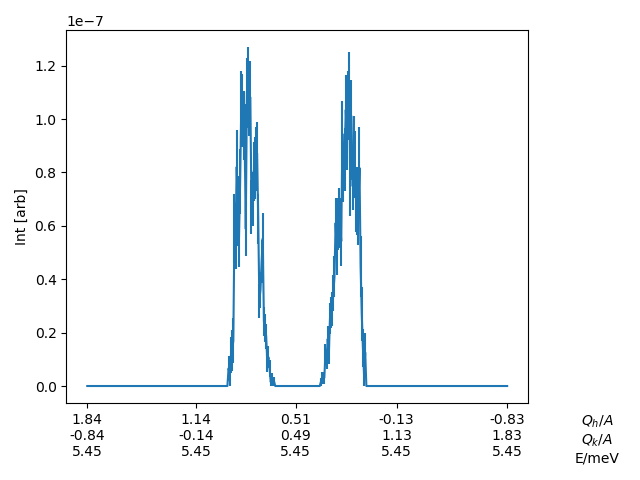 1e−7
1.2
1.0
0.8
0.6
0.4
0.2
0.0
Int [arb]
1.84 1.14 0.51 -0.13 -0.83 Q_h/A
-0.84 -0.14 0.49 1.13 1.83 Q_k/A
5.45 5.45 5.45 5.45 5.45 E/meV